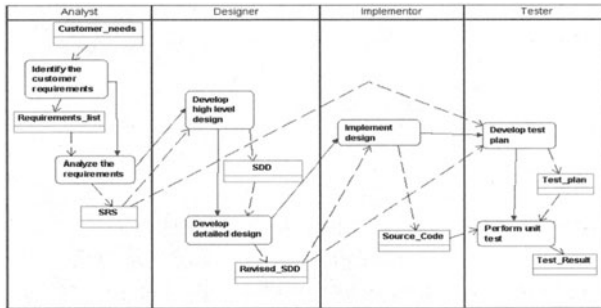 Analyst
Designer
Implementor
Tester
Customer_needs
Identify the
customer
requirements
Requirements_list
Analyze the
requirements
SRS
Develop
high level
design
SDD
Develop
detailed design
Revised_SDD
Implement
design
Source_Code
Develop test
plan
Test_plan
Perform unit
test
Test_Result